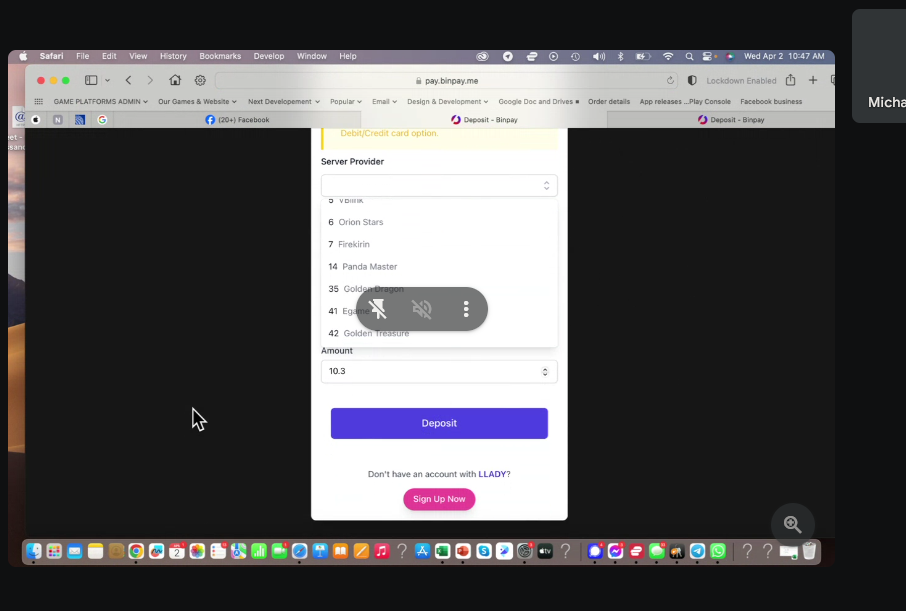 Safari File Edit View History Bookmarks Develop Window Help Wed Apr 2 10:47 AM
pay.binpay.me Lockdown Enabled
GAME PLATFORMS ADMIN Our Games & Website Next Developement Popular Email Design & Development Google Doc and Drives Order details App releases ...Play Console Facebook business
N G (20+) Facebook Deposit - Binpay Deposit - Binpay
Micha
Debit/Credit card option.
Server Provider
5 VBlink
6 Orion Stars
7 Firekirin
14 Panda Master
35 Golden Dragon
41 Egame
42 Golden Treasure
Amount
10.3
Deposit
Don't have an account with LLADY?
Sign Up Now